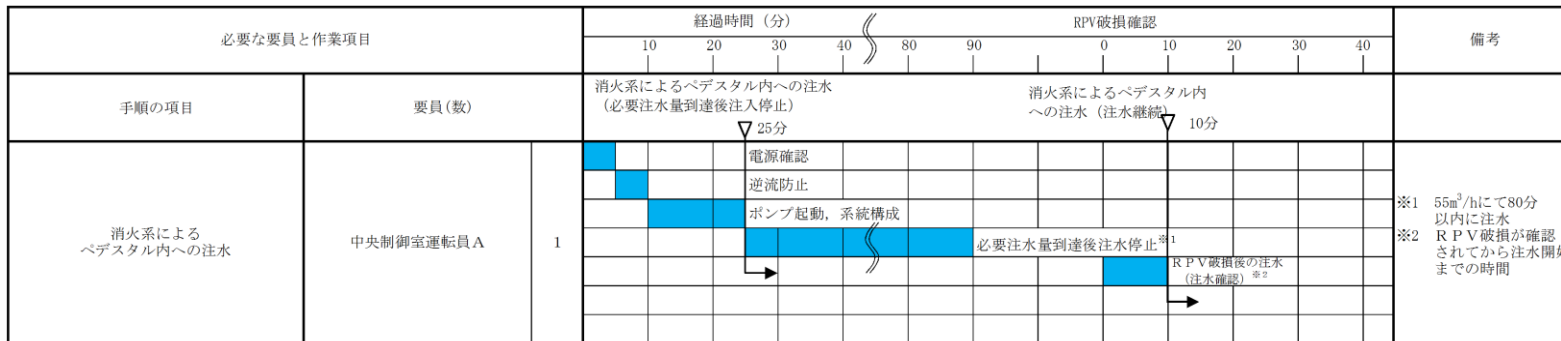 必要な要員と作業項目
経過時間（分）
RPV破損確認
備考
10 20 30 40 80 90 0 10 20 30 40
手順の項目
要員(数)
消火系によるペデスタル内への注水
（必要注水量到達後注入停止）
25分
消火系によるペデスタル内
への注水（注水継続）
10分
消火系による
ペデスタル内への注水
中央制御室運転員A
1
電源確認
逆流防止
ポンプ起動，系統構成
必要注水量到達後注水停止※1
ＲＰＶ破損後の注水
（注水確認）※2
※1 55m³/hにて80分
以内に注水
※2 ＲＰＶ破損が確認
されてから注水開始
までの時間